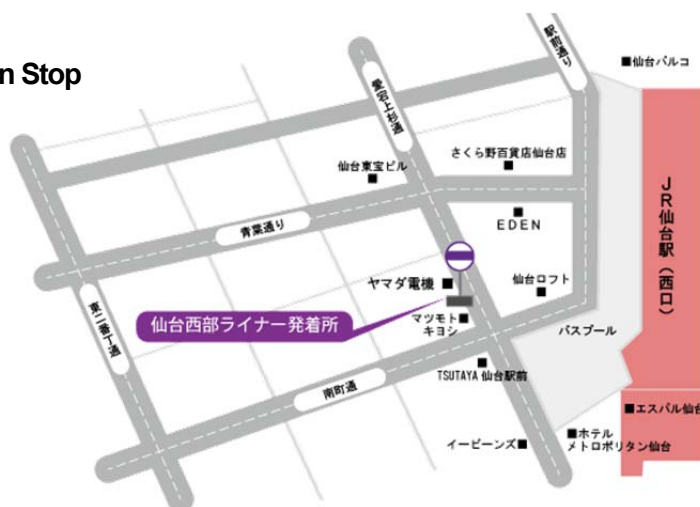 n Stop
駅前通り
■仙台パルコ
愛宕上杉通
さくら野百貨店仙台店
仙台東宝ビル
JR仙台駅（西口）
EDEN
青葉通り
ヤマダ電機
仙台ロフト
仙台西部ライナー発着所
マツモト
キヨシ
バスプール
東二番丁通
TSUTAYA 仙台駅前
南町通
■エスパル仙台
イービーンズ■
■ホテル
メトロポリタン仙台